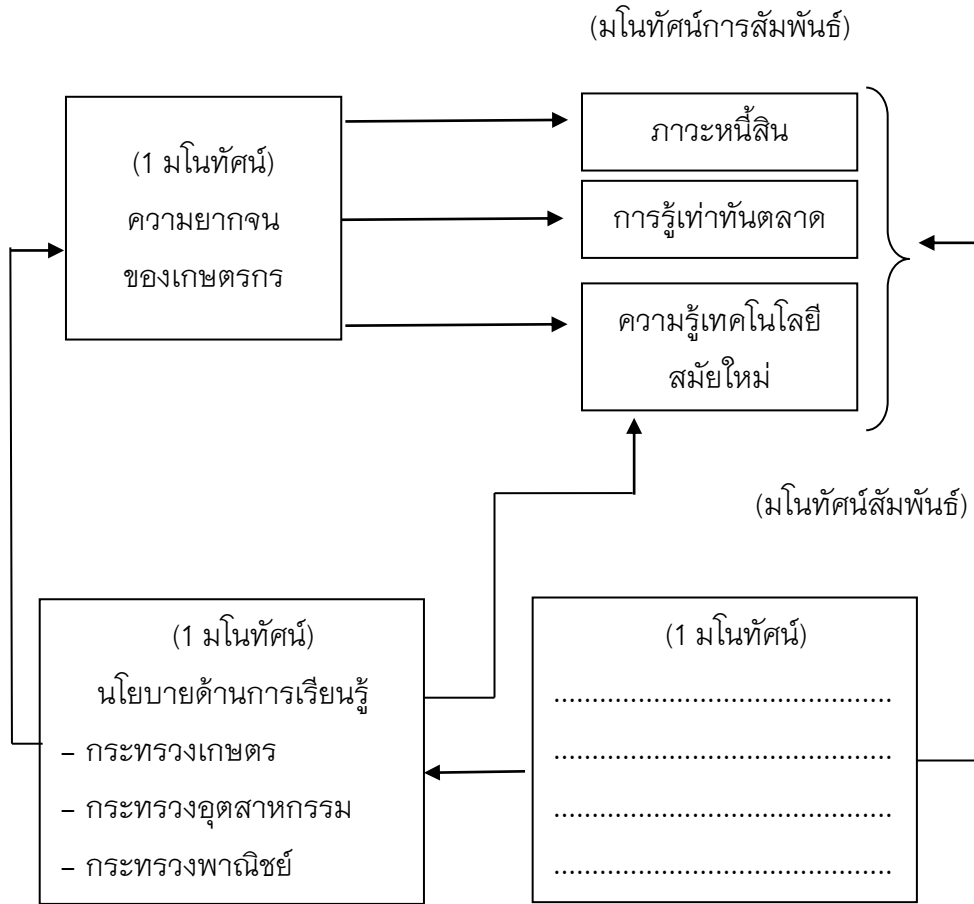 (มโนทัศน์การสัมพันธ์)
(1 มโนทัศน์)
ความยากจน
ของเกษตรกร
ภาวะหนี้สิน
การรู้เท่าทันตลาด
ความรู้เทคโนโลยี
สมัยใหม่
(มโนทัศน์สัมพันธ์)
(1 มโนทัศน์)
นโยบายด้านการเรียนรู้
– กระทรวงเกษตร
– กระทรวงอุตสาหกรรม
– กระทรวงพาณิชย์
(1 มโนทัศน์)
................................................
................................................
................................................
................................................